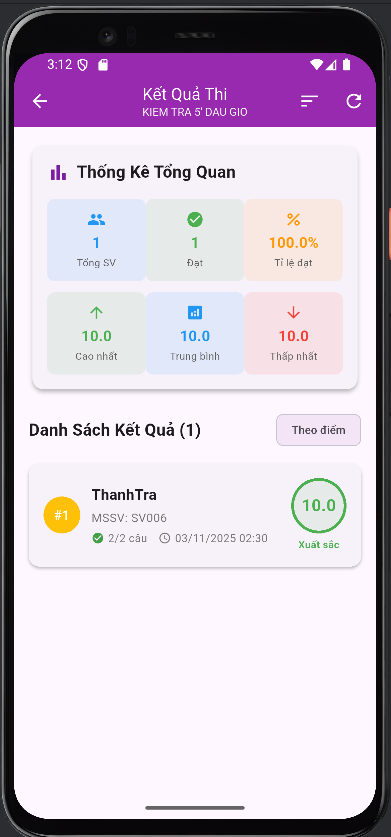 3:12
Kết Quả Thi
KIEM TRA 5' DAU GIO
Thống Kê Tổng Quan
1
Tổng SV
1
Đạt
100.0%
Tỉ lệ đạt
10.0
Cao nhất
10.0
Trung bình
10.0
Thấp nhất
Danh Sách Kết Quả (1)
Theo điểm
#1
ThanhTra
MSSV: SV006
2/2 câu
03/11/2025 02:30
10.0
Xuất sắc